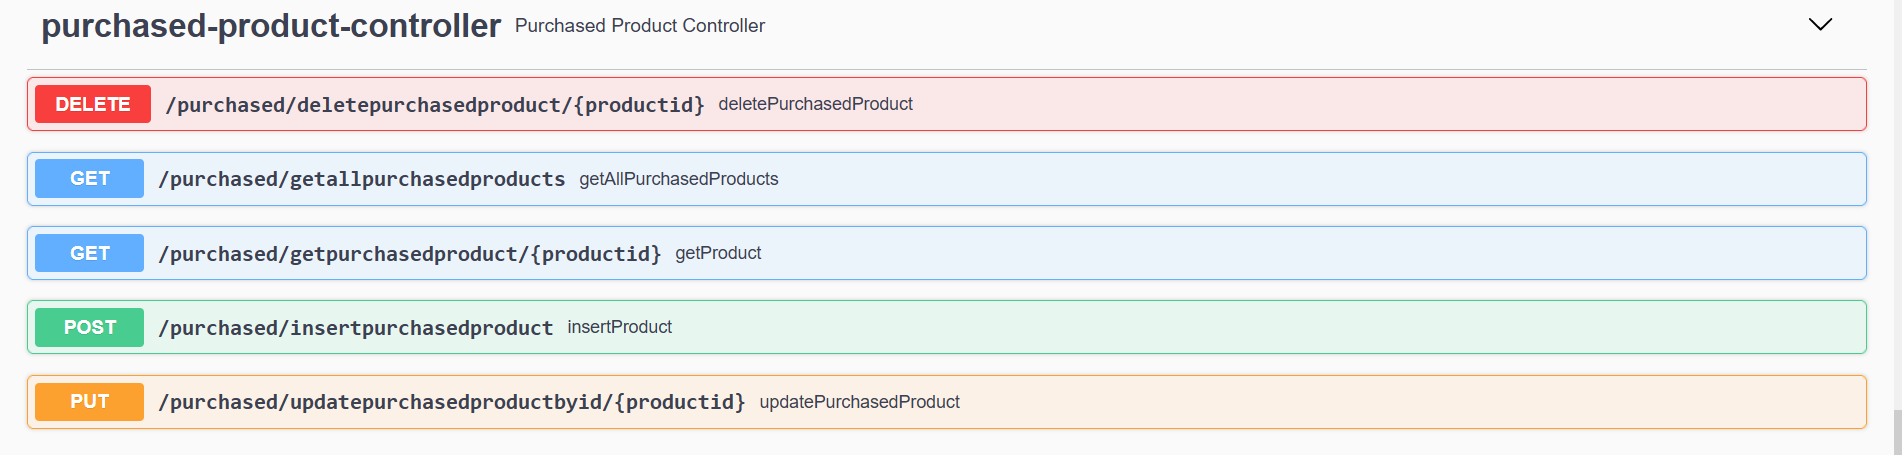 purchased-product-controller Purchased Product Controller
DELETE /purchased/deletepurchasedproduct/{productid} deletePurchasedProduct
GET /purchased/getallpurchasedproducts getAllPurchasedProducts
GET /purchased/getpurchasedproduct/{productid} getProduct
POST /purchased/insertpurchasedproduct insertProduct
PUT /purchased/updatepurchasedproductbyid/{productid} updatePurchasedProduct